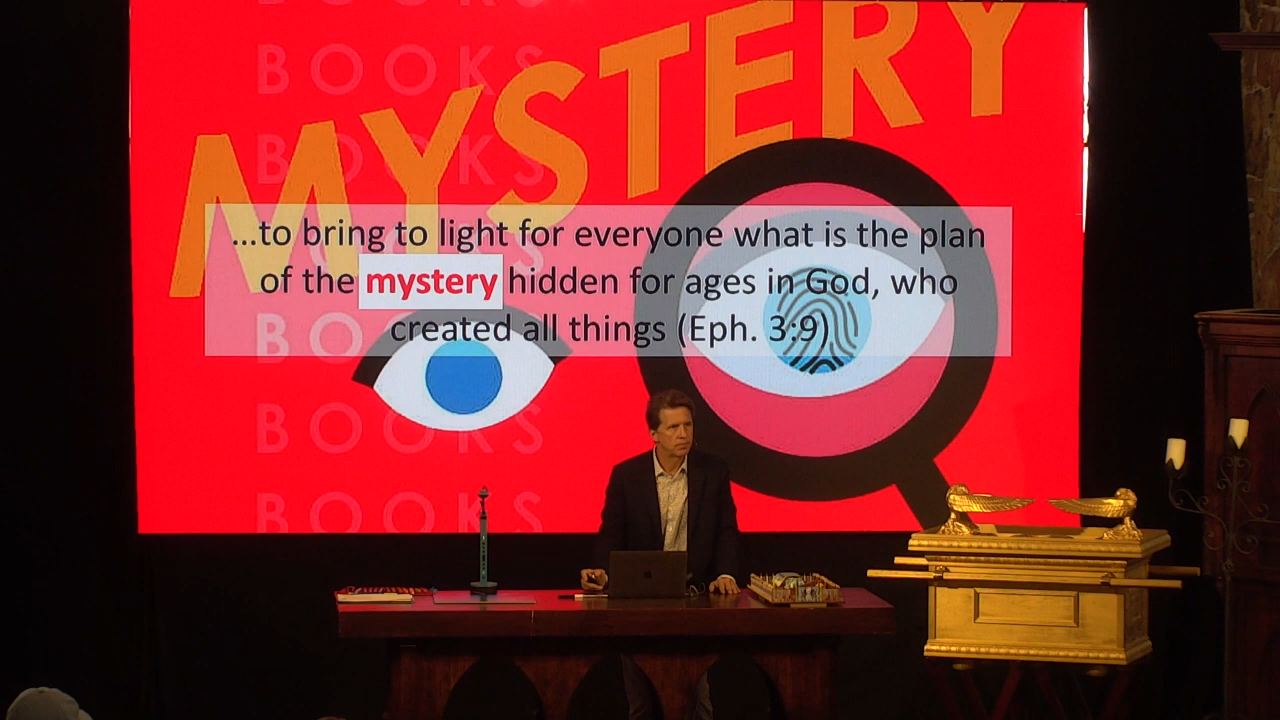 BOOKS
BOOKS
MYSTERY
BOOKS
...to bring to light for everyone what is the plan
of the mystery hidden for ages in God, who
created all things (Eph. 3:9)
BOOKS
BOOKS